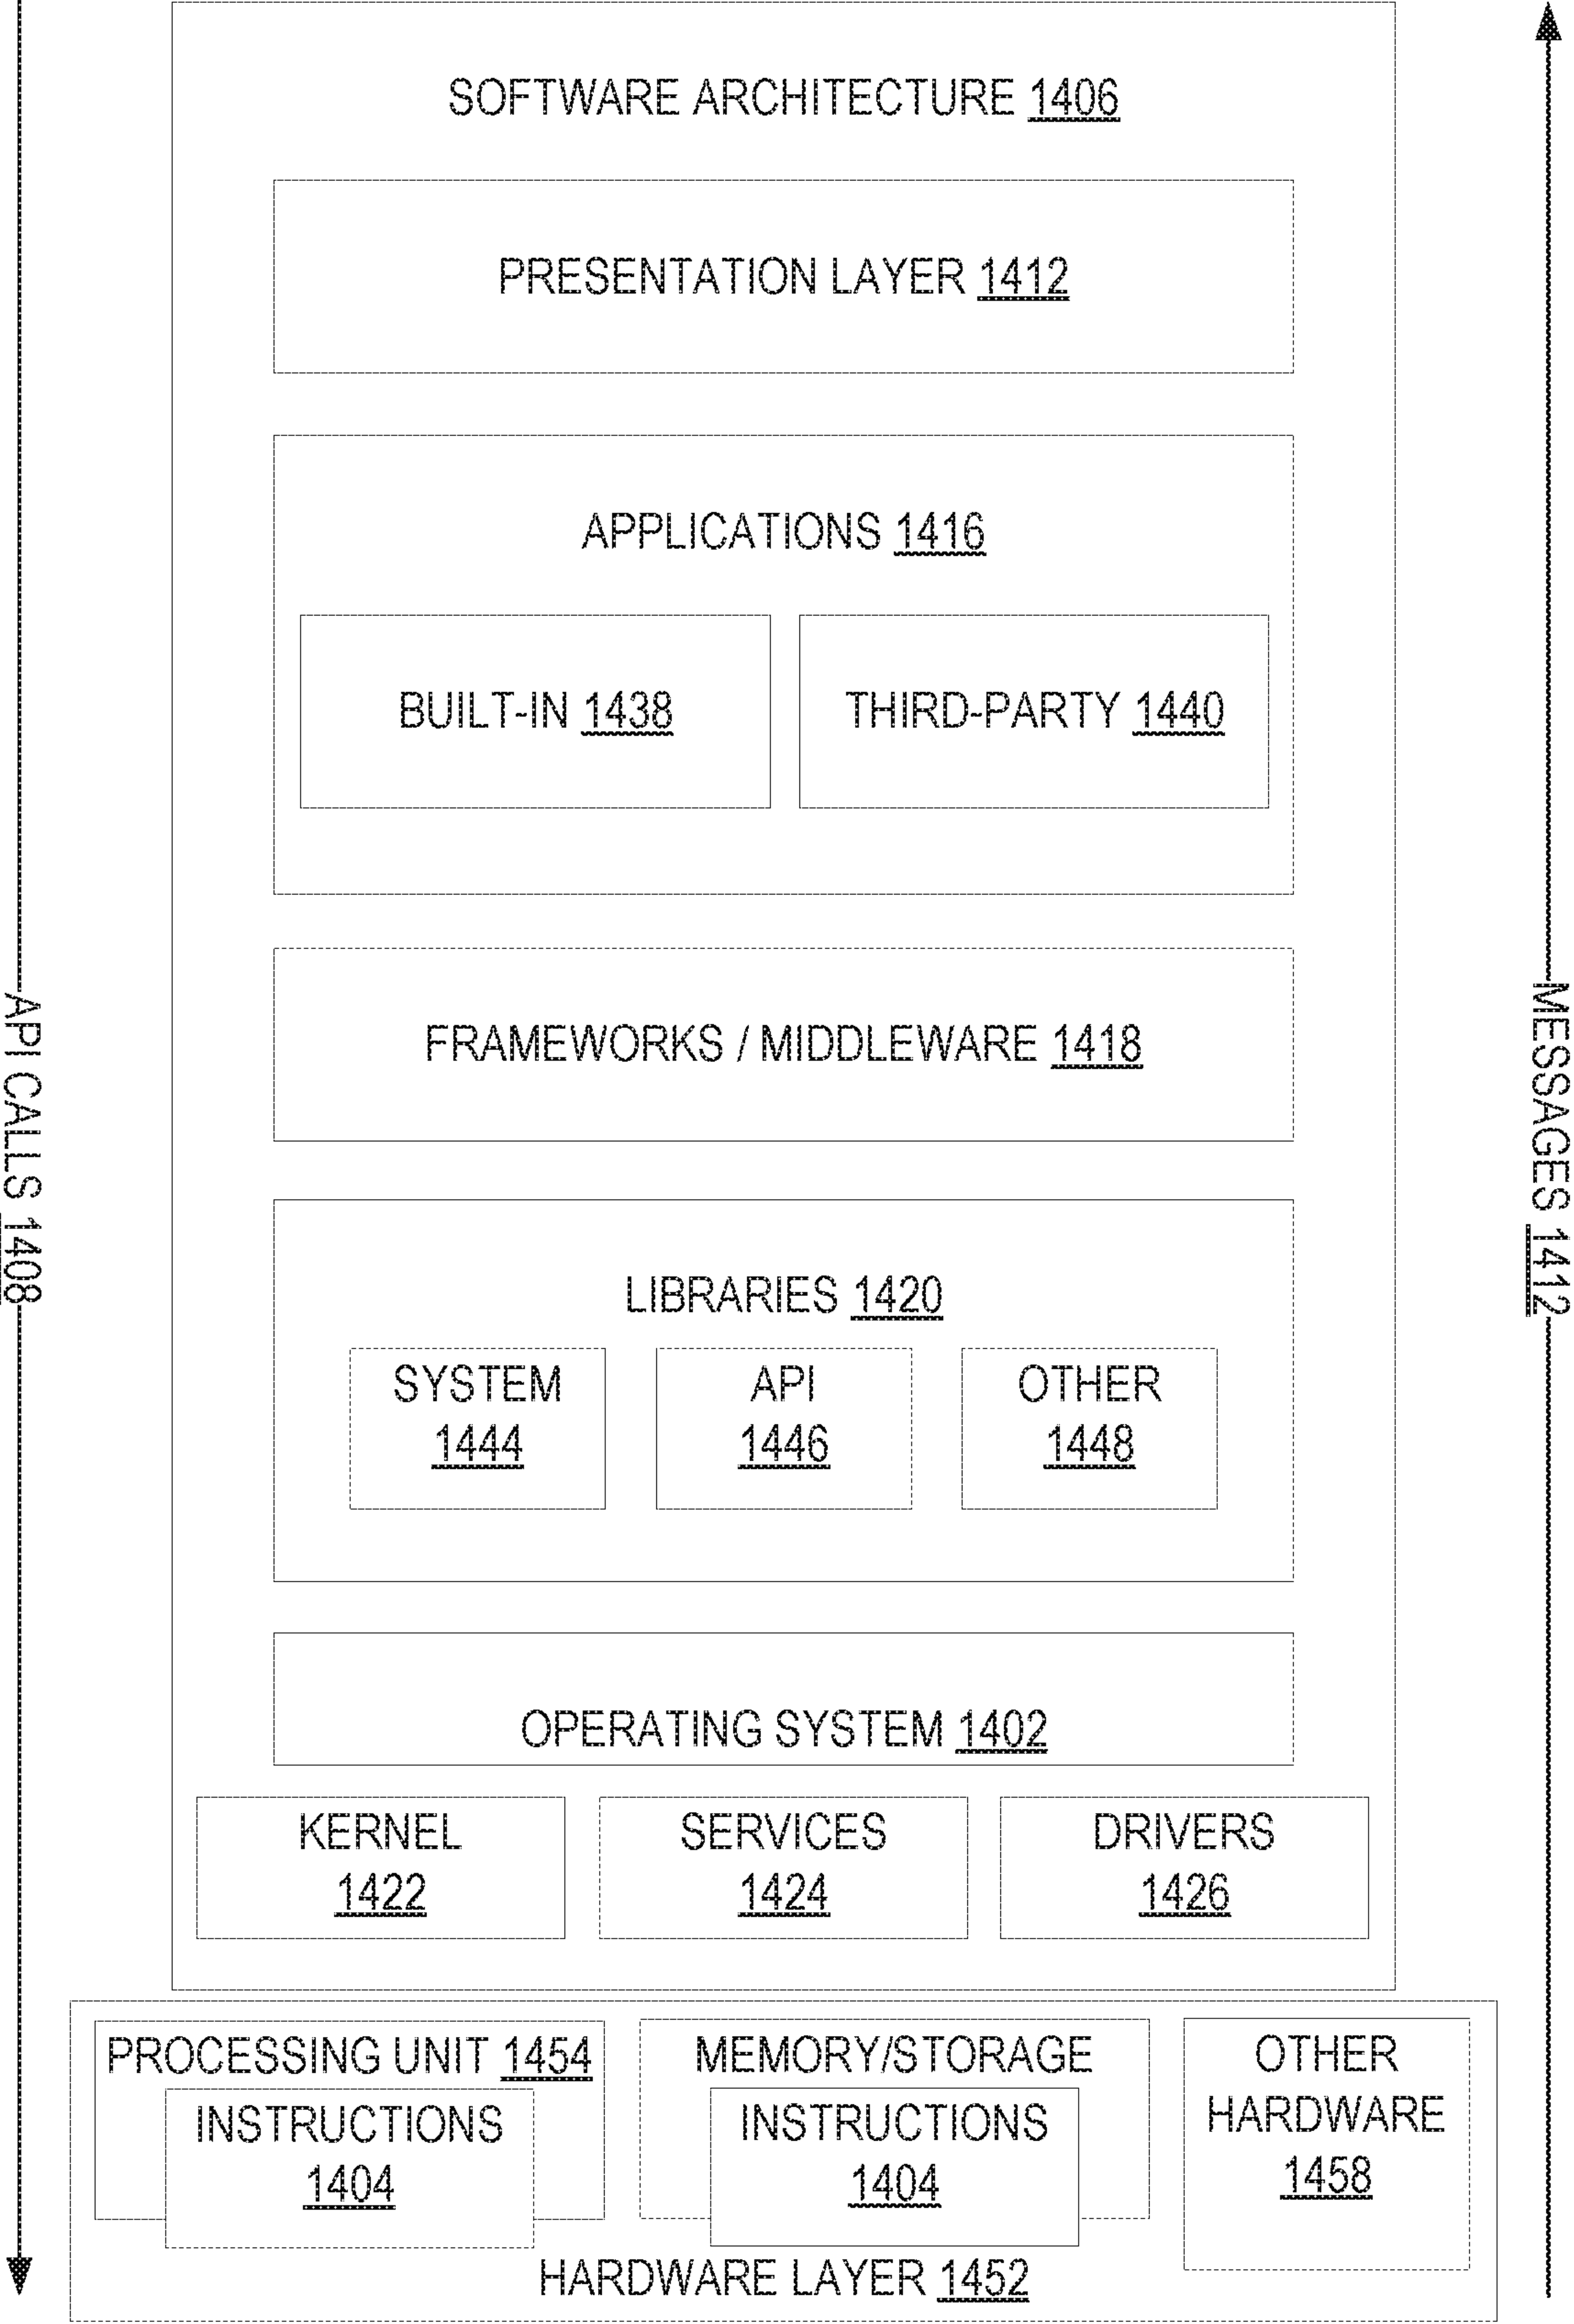 SOFTWARE ARCHITECTURE 1406
PRESENTATION LAYER 1412
APPLICATIONS 1416
BUILT-IN 1438
THIRD-PARTY 1440
FRAMEWORKS / MIDDLEWARE 1418
API CALLS 1408
MESSAGES 1412
LIBRARIES 1420
SYSTEM
1444
API
1446
OTHER
1448
OPERATING SYSTEM 1402
KERNEL
1422
SERVICES
1424
DRIVERS
1426
PROCESSING UNIT 1454
INSTRUCTIONS
1404
MEMORY/STORAGE
INSTRUCTIONS
1404
OTHER
HARDWARE
1458
HARDWARE LAYER 1452